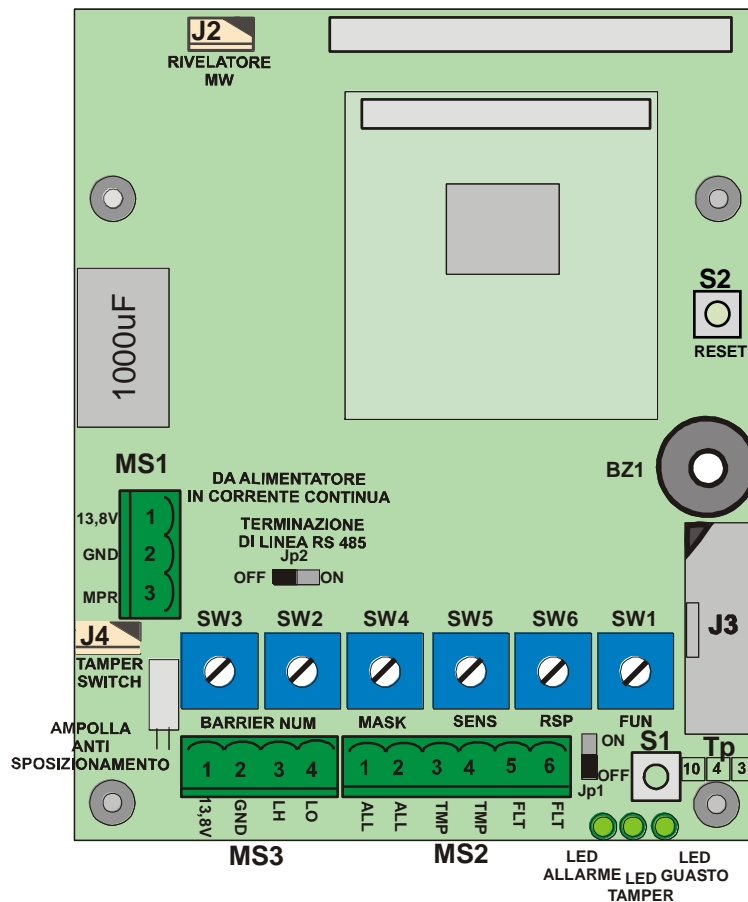 J2
RIVELATORE
MW
1000uF
S2
RESET
BZ1
MS1
DA ALIMENTATORE
IN CORRENTE CONTINUA
13,8V 1
GND 2
MPR 3
TERMINAZIONE
DI LINEA RS 485
Jp2
OFF ON
J4
TAMPER
SWITCH
J3
SW3 SW2 SW4 SW5 SW6 SW1
BARRIER NUM MASK SENS RSP FUN
AMPOLLA
ANTI
SPOSIZIONAMENTO
1 2 3 4
13,8V GND LH LO
MS3
1 2 3 4 5 6
ALL ALL TMP TMP FLT FLT
MS2
ON
OFF
Jp1
S1
Tp
10 4 3
LED
ALLARME
LED
TAMPER
LED
GUASTO